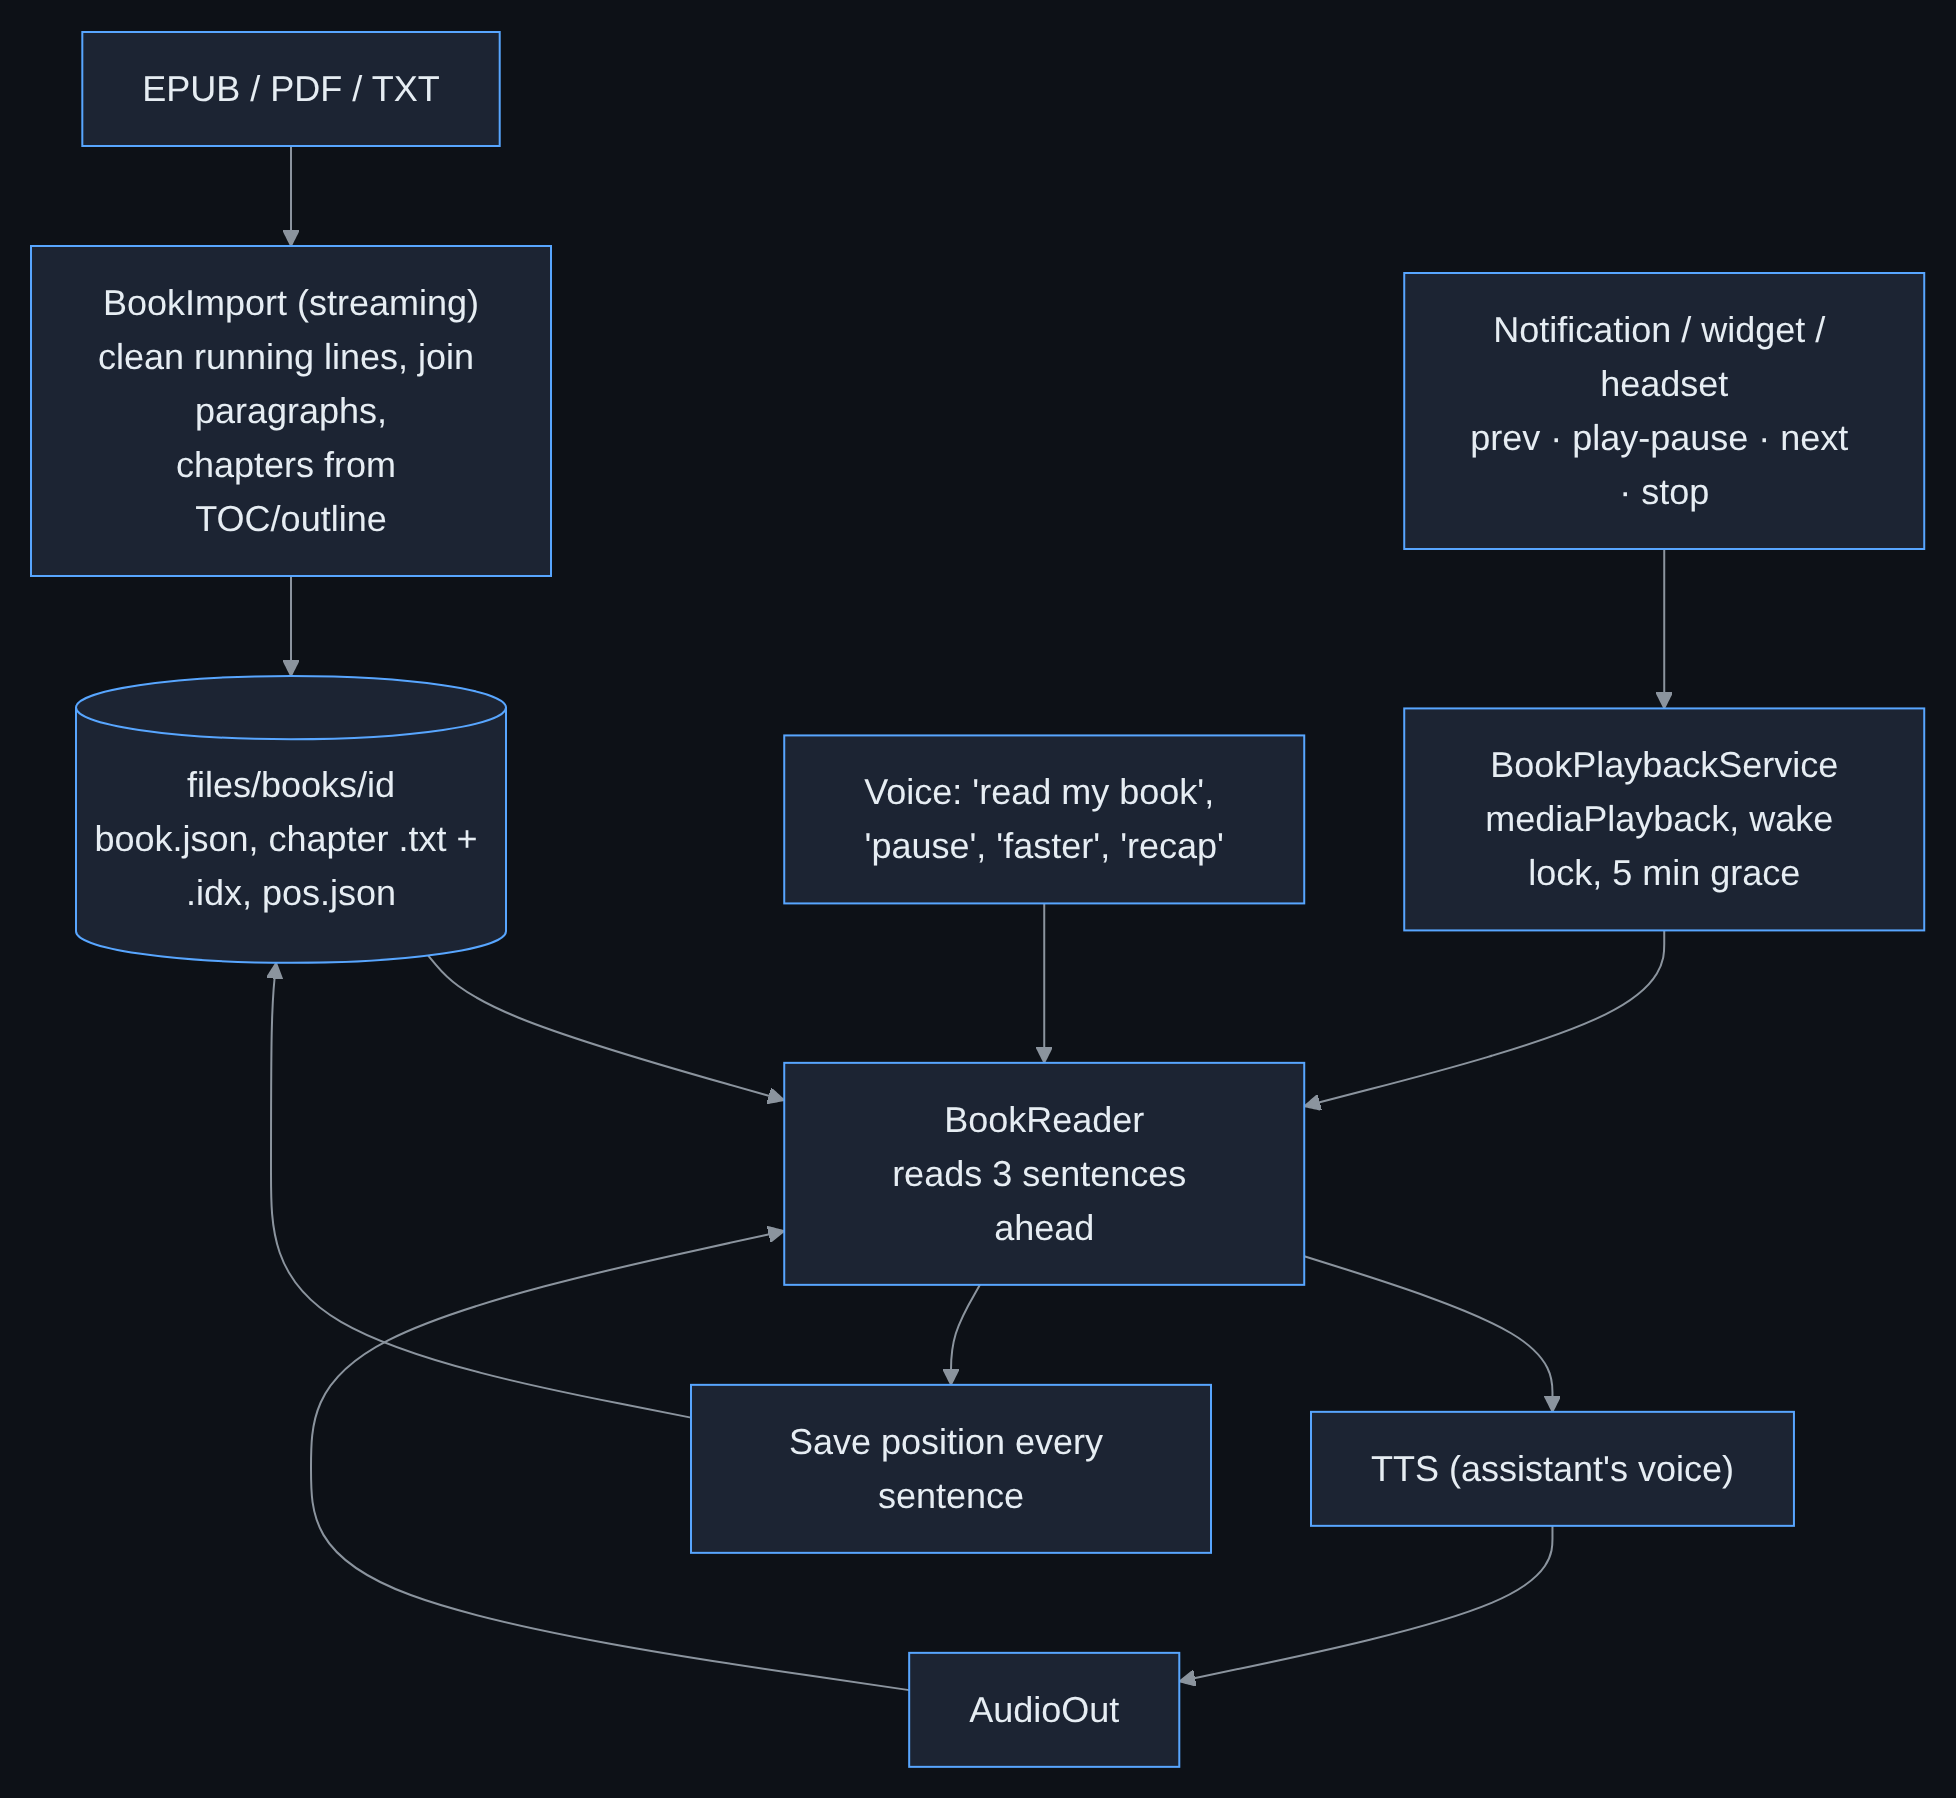 EPUB / PDF / TXT
BookImport (streaming)
clean running lines, join
paragraphs,
chapters from
TOC/outline
Notification / widget /
headset
prev · play-pause · next
· stop
files/books/id
book.json, chapter .txt +
.idx, pos.json
Voice: 'read my book',
'pause', 'faster', 'recap'
BookPlaybackService
mediaPlayback, wake
lock, 5 min grace
BookReader
reads 3 sentences
ahead
Save position every
sentence
TTS (assistant's voice)
AudioOut